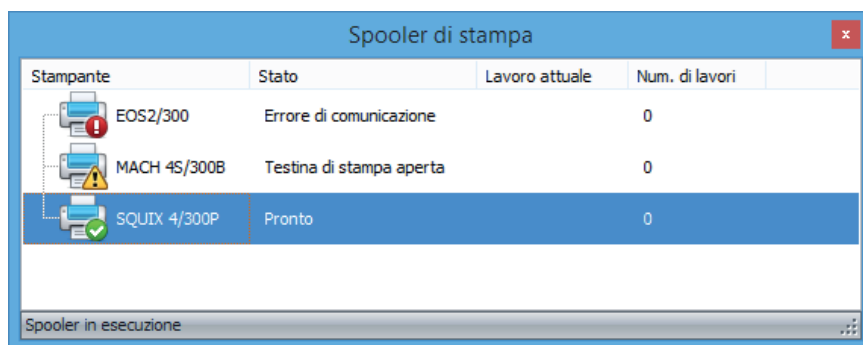 Spooler di stampa
x
Stampante Stato Lavoro attuale Num. di lavori
EOS2/300 Errore di comunicazione 0
MACH 4S/300B Testina di stampa aperta 0
SQUIX 4/300P Pronto 0
Spooler in esecuzione